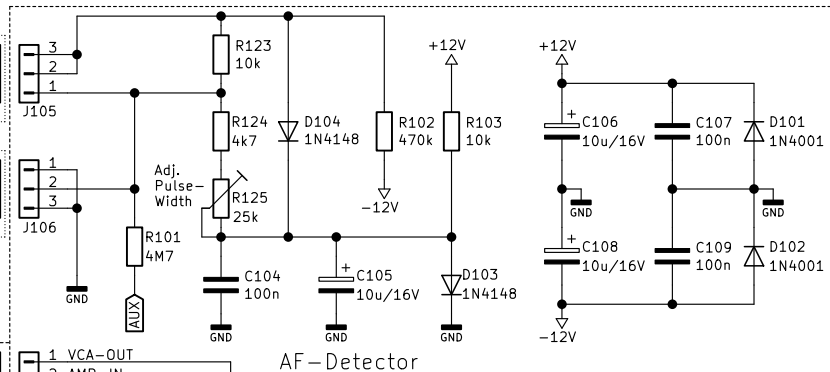 3
2
1
J105
R123
10k
R124
4k7
D104
1N4148
R102
470k
-12V
+12V
R103
10k
Adj.
Pulse-
Width
R125
25k
1
2
3
J106
GND
R101
4M7
AUX
C104
100n
GND
+
C105
10u/16V
GND
D103
1N4148
GND
+12V
+
C106
10u/16V
C107
100n
D101
1N4001
GND
GND
+
C108
10u/16V
C109
100n
D102
1N4001
-12V
AF-Detector
1 VCA-OUT
2 AMP-IN